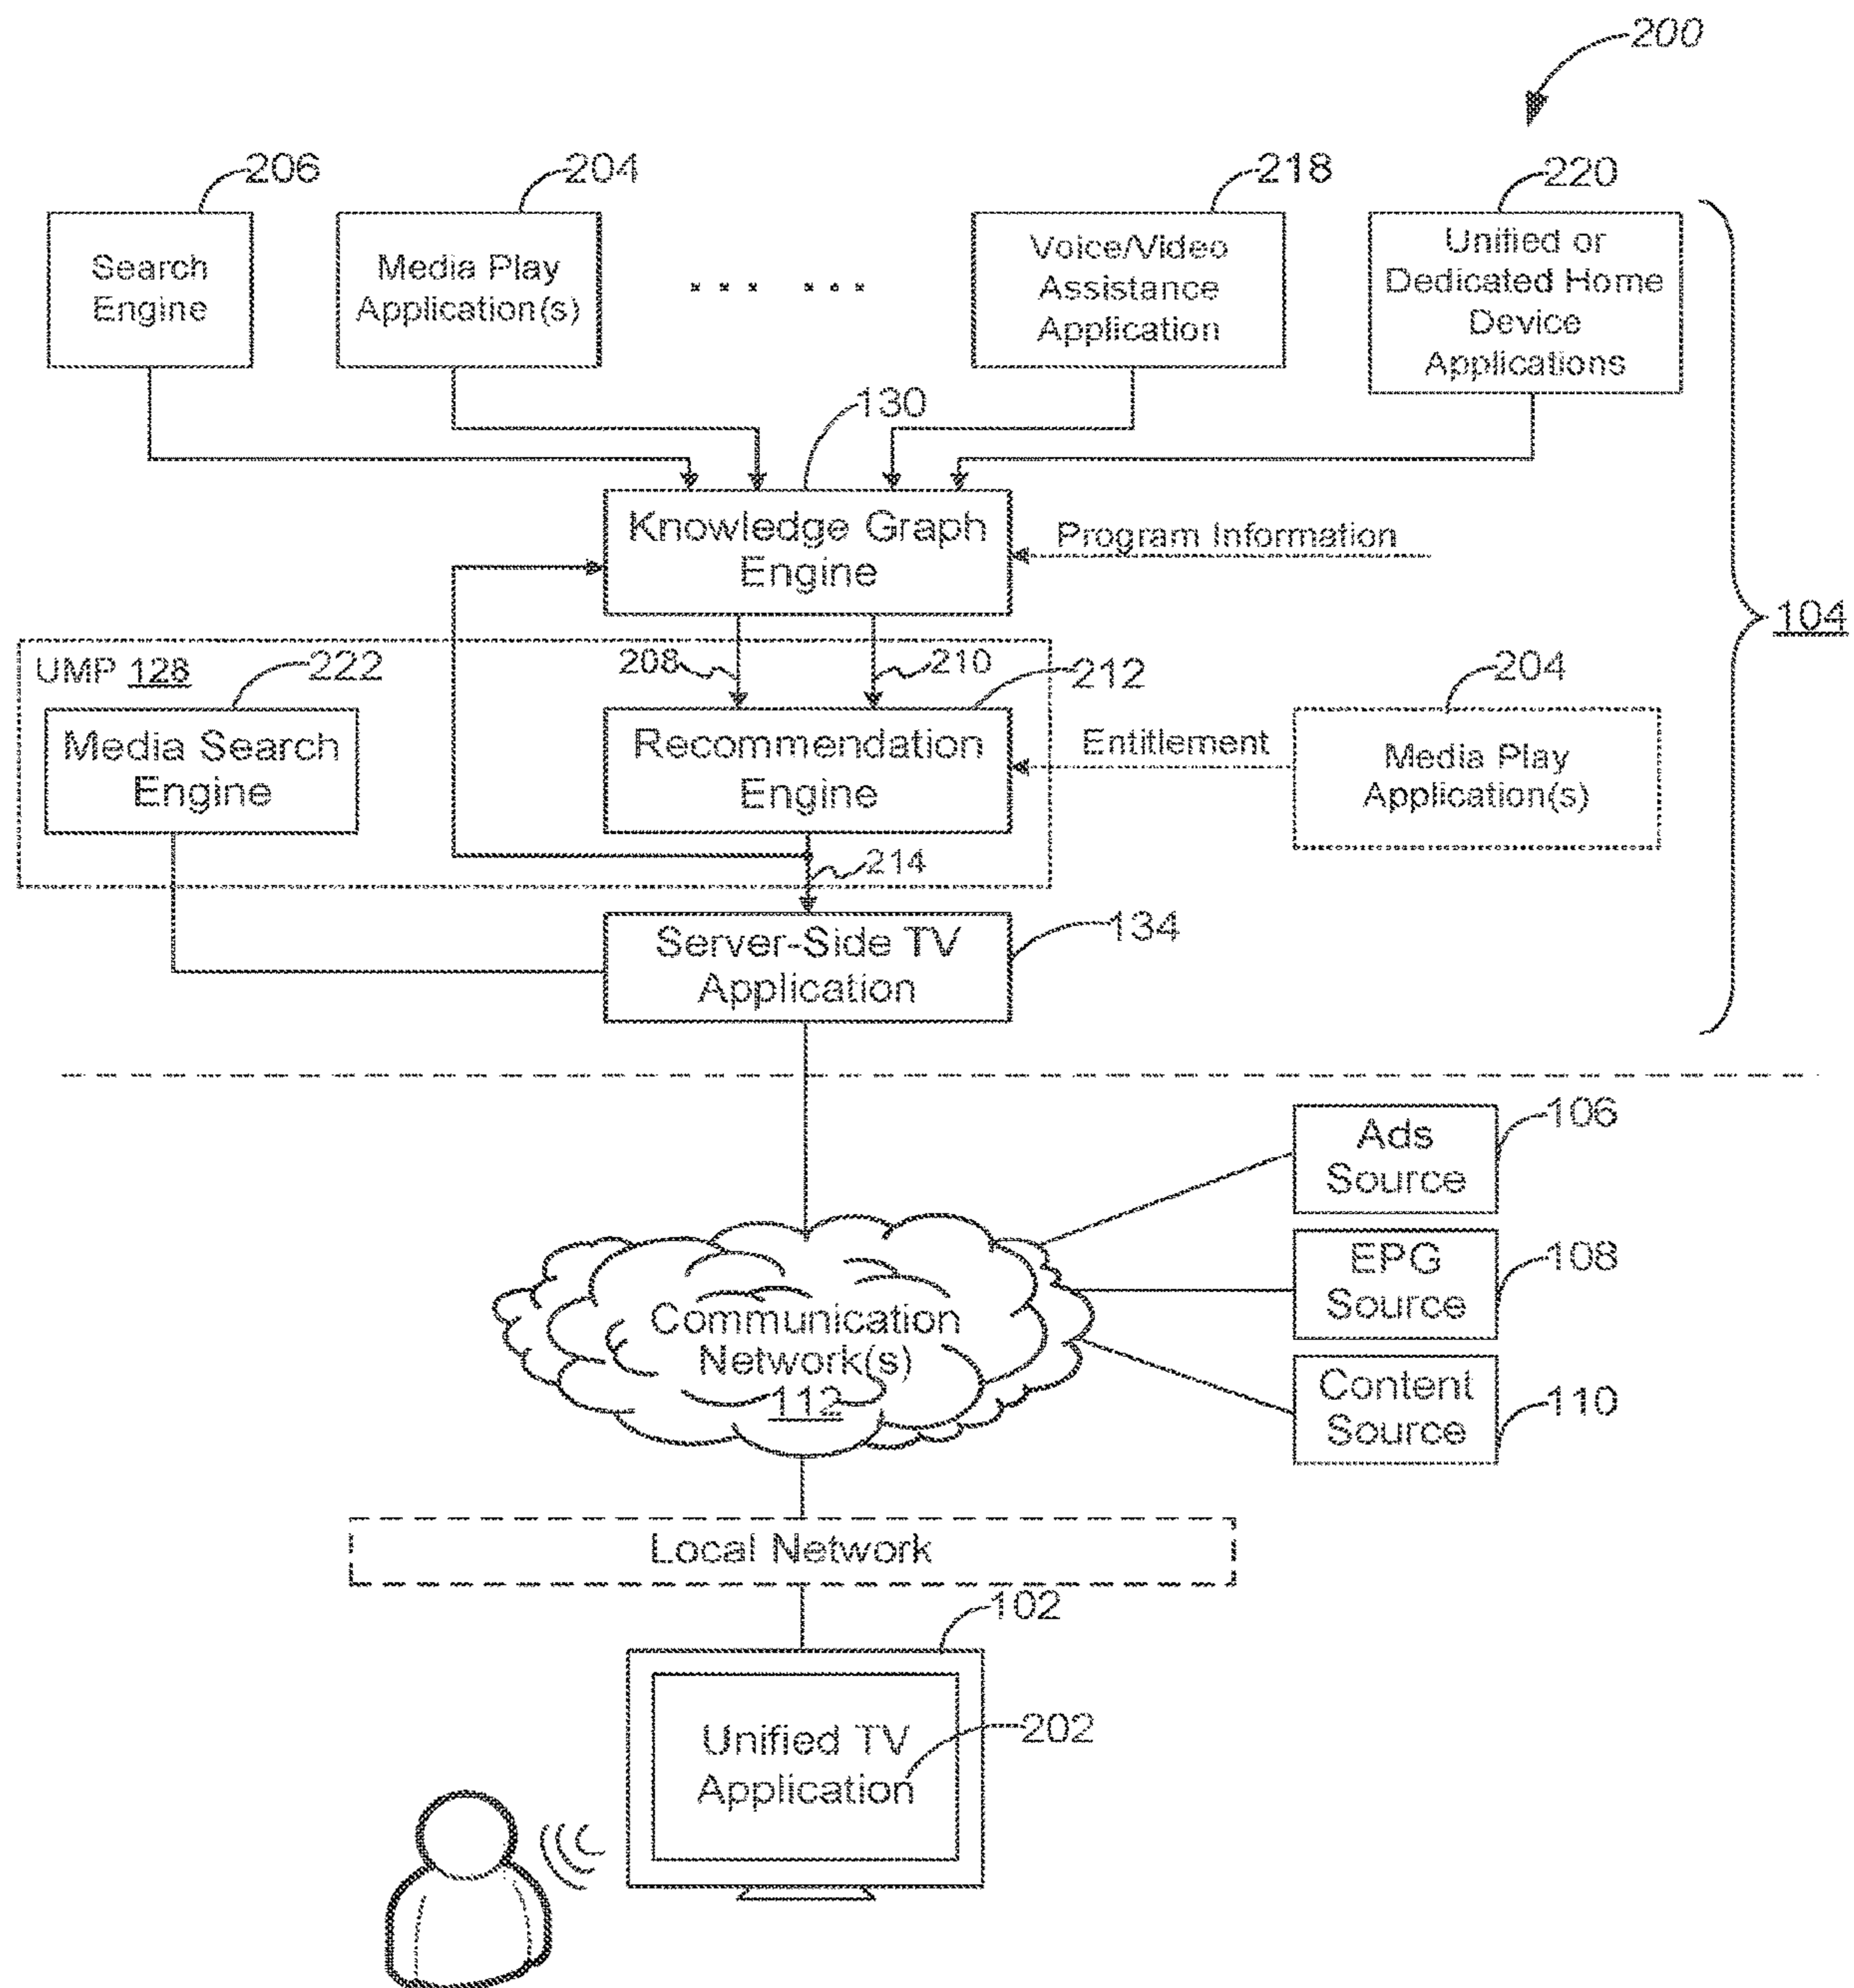 200
206
204
218
220
Search
Engine
Media Play
Application(s)
Voice/Video
Assistance
Application
Unified or
Dedicated Home
Device
Applications
130
Knowledge Graph
Engine
Program Information
104
UMP 128
222
208
210
212
204
Media Search
Engine
Recommendation
Engine
Entitlement
Media Play
Application(s)
214
134
Server-Side TV
Application
106
Ads
Source
108
EPG
Source
110
Content
Source
Communication
Network(s)
112
Local Network
102
202
Unified TV
Application